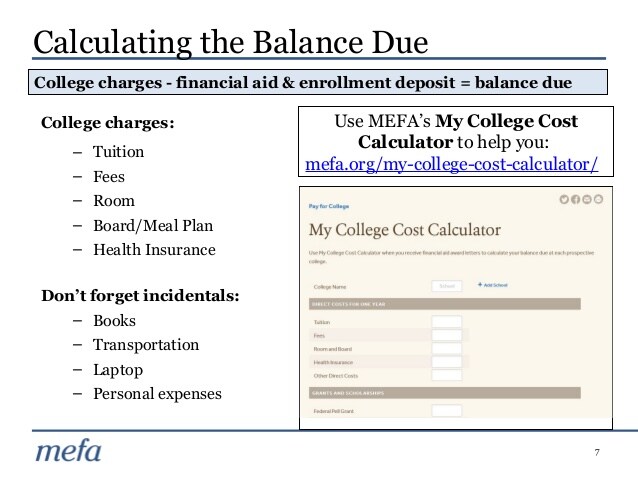 Calculating the Balance Due
College charges - financial aid & enrollment deposit = balance due
College charges:
– Tuition
– Fees
– Room
– Board/Meal Plan
– Health Insurance
Don't forget incidentals:
– Books
– Transportation
– Laptop
– Personal expenses
Use MEFA's My College Cost
Calculator to help you:
mefa.org/my-college-cost-calculator/
Pay for College
My College Cost Calculator
Use My College Cost Calculator when you receive financial aid award letters to calculate your balance due at each prospective
college.
College Name School + Add School
DIRECT COSTS FOR ONE YEAR
Tuition
Fees
Room and Board
Health Insurance
Other Direct Costs
GRANTS AND SCHOLARSHIPS
Federal Pell Grant
mefa
7